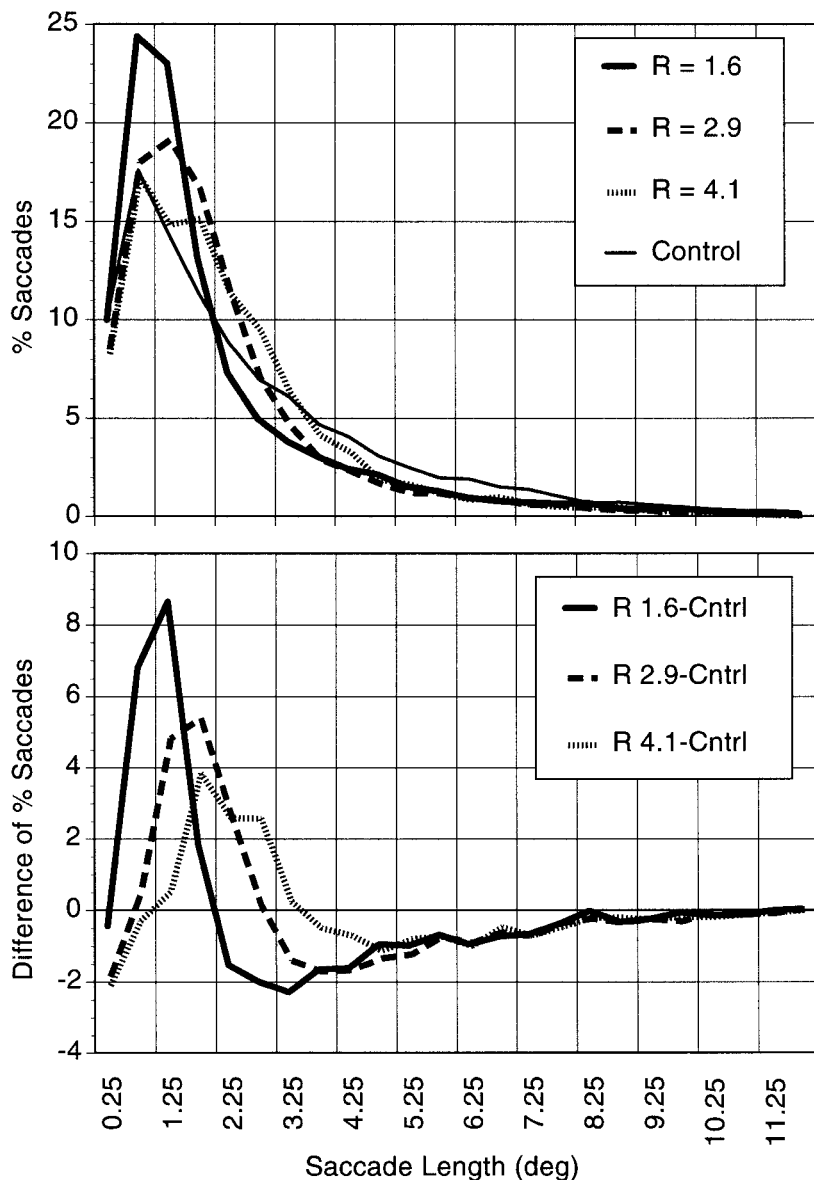 25
20
15
10
5
0
% Saccades
R = 1.6
R = 2.9
R = 4.1
Control
10
8
6
4
2
0
-2
-4
Difference of % Saccades
R 1.6-Cntrl
R 2.9-Cntrl
R 4.1-Cntrl
0.25
1.25
2.25
3.25
4.25
5.25
6.25
7.25
8.25
9.25
10.25
11.25
Saccade Length (deg)